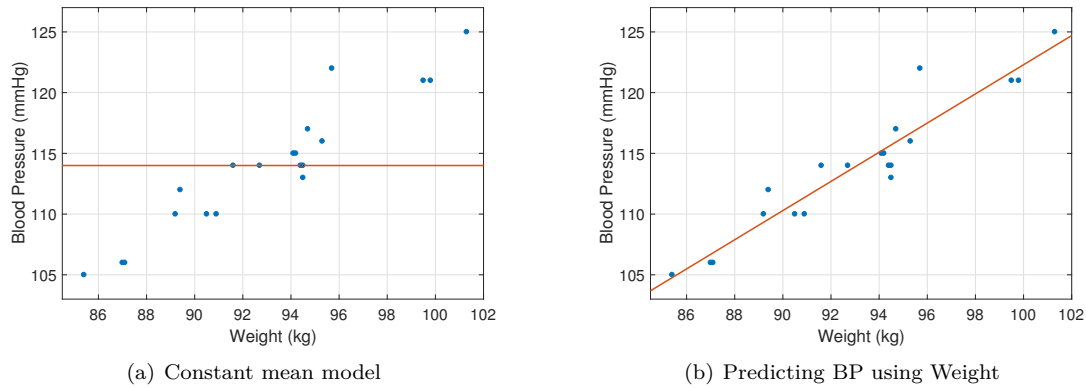 125
120
115
110
105
Blood Pressure (mmHg)
86 88 90 92 94 96 98 100 102
Weight (kg)
(a) Constant mean model
125
120
115
110
105
Blood Pressure (mmHg)
86 88 90 92 94 96 98 100 102
Weight (kg)
(b) Predicting BP using Weight